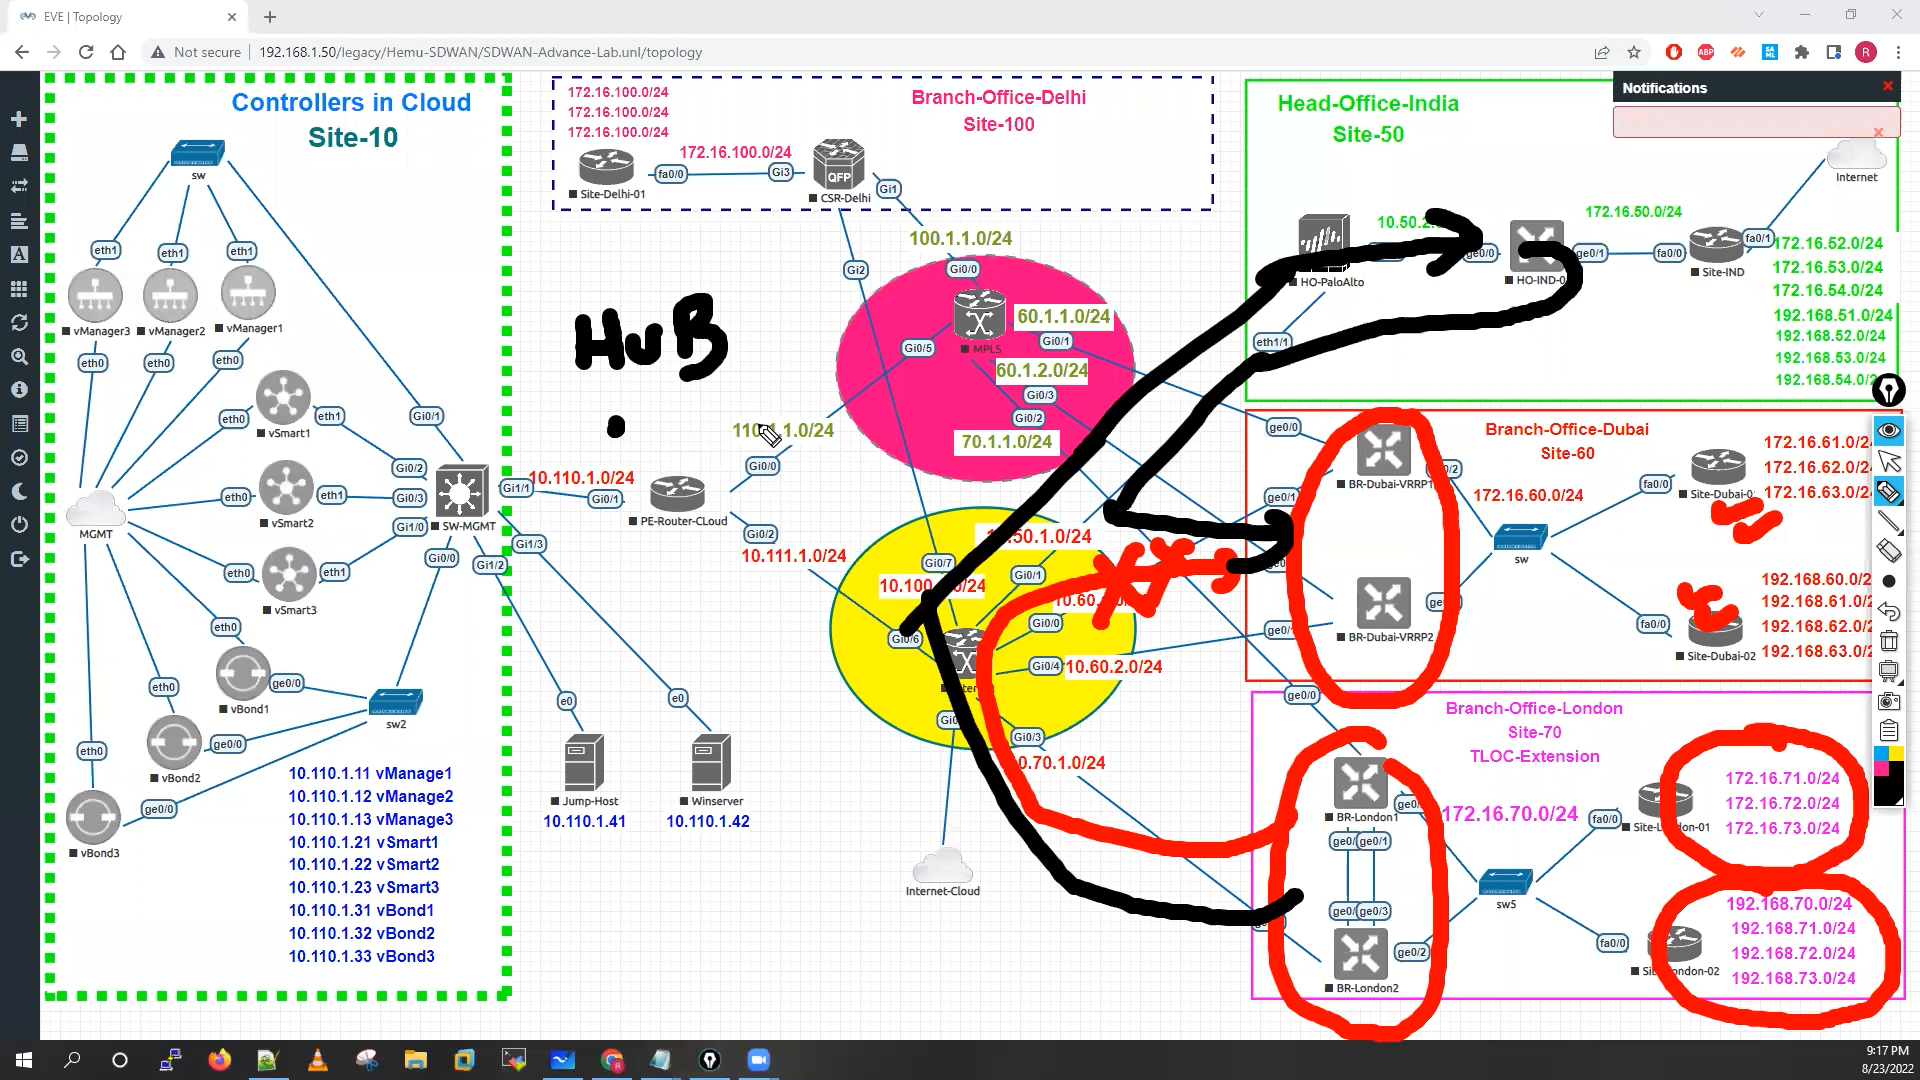 EVE | Topology
Not secure
192.168.1.50/legacy/Hemu-SDWAN/SDWAN-Advance-Lab.unl/topology
ABP
R
Notifications
Controllers in Cloud
Site-10
sw
eth1
eth1
eth1
vManager3
vManager2
vManager1
eth0
eth0
eth0
vSmart1
eth0
eth1
vSmart2
eth0
eth1
vSmart3
eth0
eth1
MGMT
Gi0/1
Gi0/2
Gi0/3
Gi1/0
SW-MGMT
Gi0/0
Gi1/1
Gi1/2
Gi1/3
eth0
vBond1
ge0/0
eth0
vBond2
ge0/0
eth0
vBond3
ge0/0
sw2
10.110.1.11 vManage1
10.110.1.12 vManage2
10.110.1.13 vManage3
10.110.1.21 vSmart1
10.110.1.22 vSmart2
10.110.1.23 vSmart3
10.110.1.31 vBond1
10.110.1.32 vBond2
10.110.1.33 vBond3
172.16.100.0/24
172.16.100.0/24
172.16.100.0/24
Branch-Office-Delhi
Site-100
172.16.100.0/24
fa0/0
Gi3
QFP
Site-Delhi-01
CSR-Delhi
Gi1
Gi2
100.1.1.0/24
Gi0/0
60.1.1.0/24
MPLS
Gi0/1
Gi0/5
60.1.2.0/24
Gi0/3
Gi0/2
70.1.1.0/24
HuB
Gi0/0
10.110.1.0/24
Gi0/1
PE-Router-CLoud
Gi0/2
10.111.1.0/24
Gi0/7
Gi0/1
Gi0/6
Gi0/0
Gi0/4
10.60.2.0/24
Gi0/3
e0
e0
Jump-Host
10.110.1.41
Winserver
10.110.1.42
Internet-Cloud
Head-Office-India
Site-50
Internet
HO-PaloAlto
ge0/0
ge0/1
172.16.50.0/24
fa0/0
Site-IND
fa0/1
eth1/1
172.16.52.0/24
172.16.53.0/24
172.16.54.0/24
192.168.51.0/24
192.168.52.0/24
192.168.53.0/24
Branch-Office-Dubai
Site-60
ge0/0
BR-Dubai-VRRP1
172.16.60.0/24
fa0/0
BR-Dubai-VRRP2
sw
fa0/0
Site-Dubai-02
Branch-Office-London
Site-70
TLOC-Extension
ge0/0
BR-London1
172.16.70.0/24
fa0/0
172.16.71.0/24
172.16.72.0/24
172.16.73.0/24
sw5
ge0/3
ge0/2
BR-London2
fa0/0
192.168.70.0/24
192.168.71.0/24
192.168.72.0/24
192.168.73.0/24
9:17 PM
8/23/2022